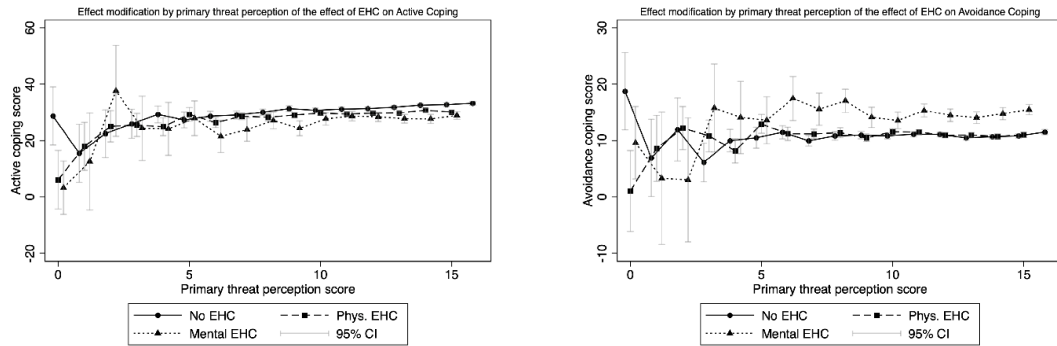 Effect modification by primary threat perception of the effect of EHC on Active Coping
Active coping score
60
40
20
0
-20
0 5 10 15
Primary threat perception score
No EHC Phys. EHC
Mental EHC 95% CI
Effect modification by primary threat perception of the effect of EHC on Avoidance Coping
Avoidance coping score
30
20
10
0
-10
0 5 10 15
Primary threat perception score
No EHC Phys. EHC
Mental EHC 95% CI